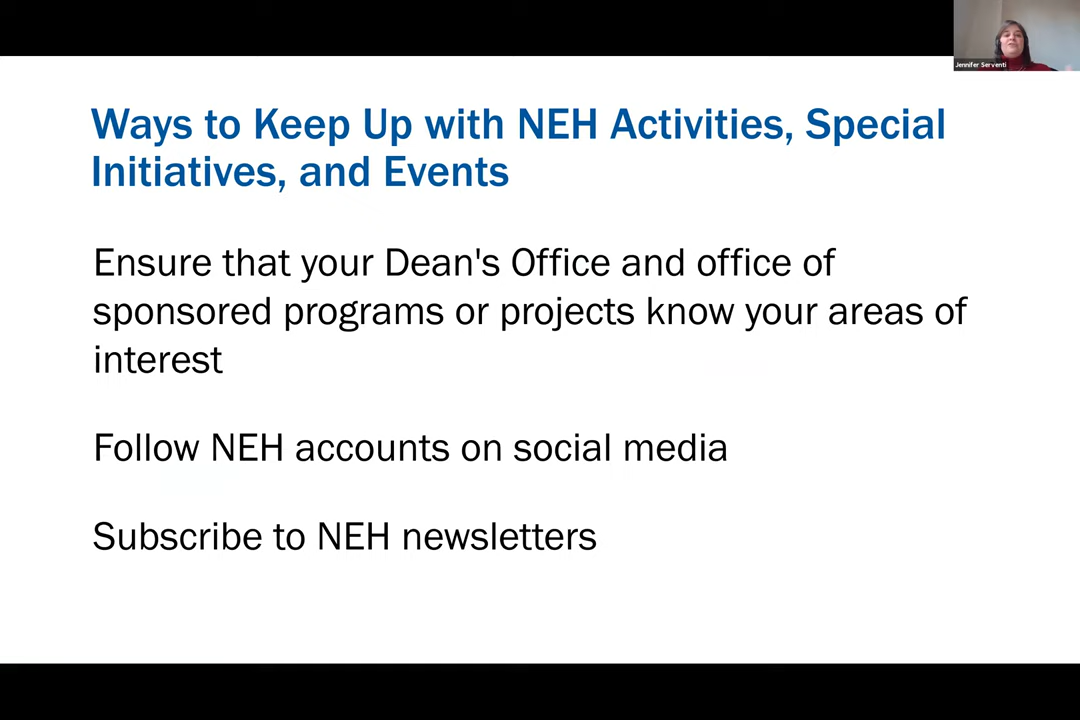 Jennifer Serventi
Ways to Keep Up with NEH Activities, Special
Initiatives, and Events
Ensure that your Dean's Office and office of
sponsored programs or projects know your areas of
interest
Follow NEH accounts on social media
Subscribe to NEH newsletters